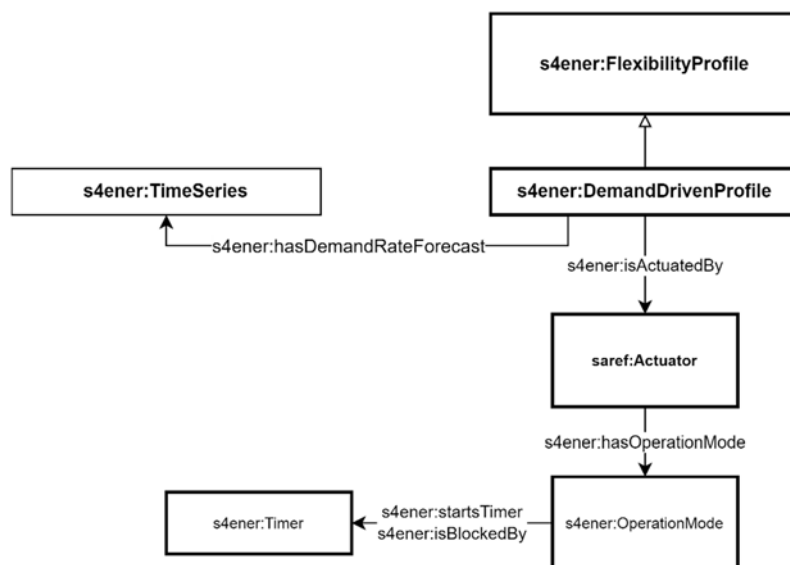 s4ener:FlexibilityProfile
s4ener:TimeSeries
s4ener:DemandDrivenProfile
s4ener:hasDemandRateForecast
s4ener:isActuatedBy
saref:Actuator
s4ener:hasOperationMode
s4ener:Timer
s4ener:startsTimer
s4ener:isBlockedBy
s4ener:OperationMode